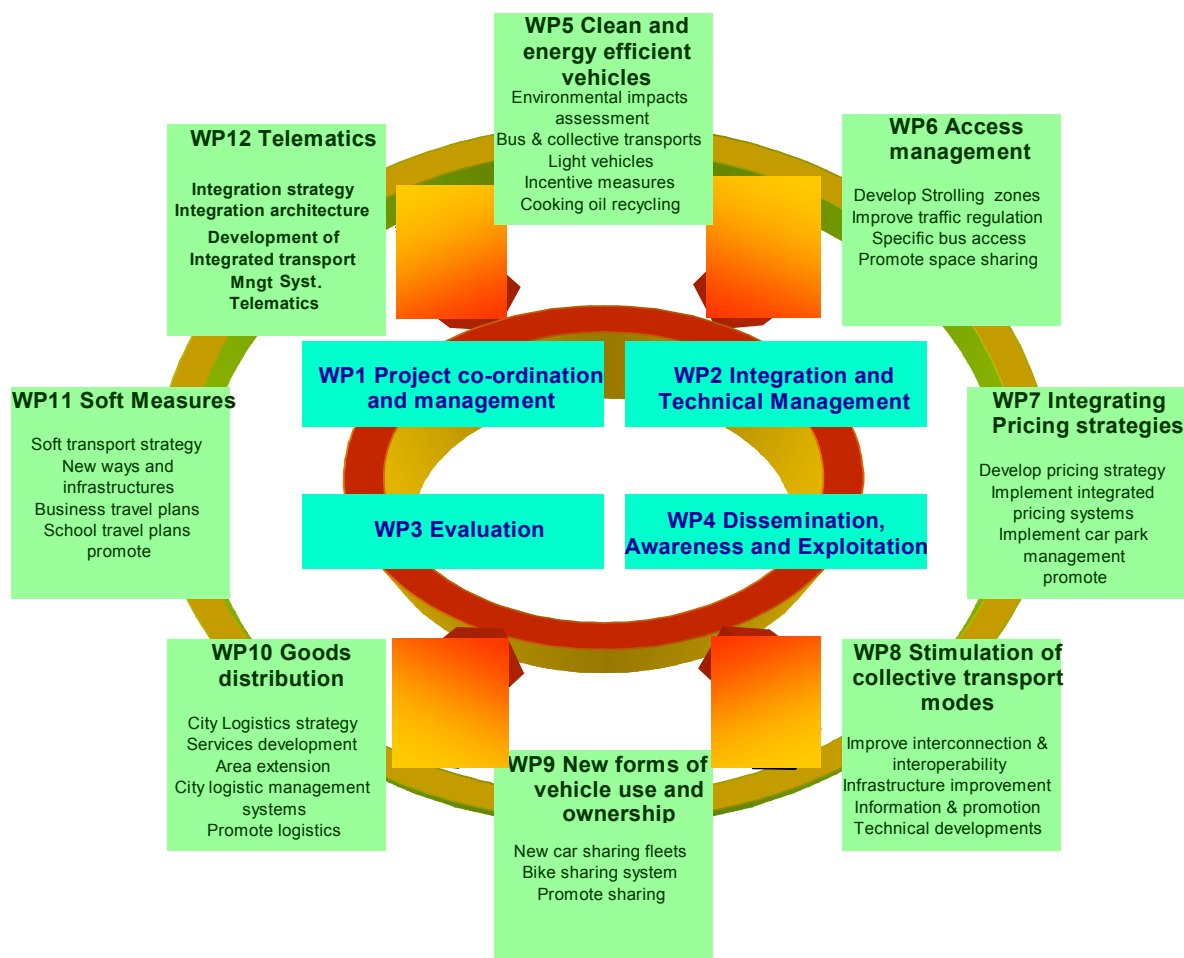 WP5 Clean and
energy efficient
vehicles
Environmental impacts
assessment
Bus & collective transports
Light vehicles
Incentive measures
Cooking oil recycling
WP12 Telematics
Integration strategy
Integration architecture
Development of
Integrated transport
Mngt Syst.
Telematics
WP6 Access
management
Develop Strolling zones
Improve traffic regulation
Specific bus access
Promote space sharing
WP1 Project co-ordination
and management
WP2 Integration and
Technical Management
WP11 Soft Measures
Soft transport strategy
New ways and
infrastructures
Business travel plans
School travel plans
promote
WP7 Integrating
Pricing strategies
Develop pricing strategy
Implement integrated
pricing systems
Implement car park
management
promote
WP3 Evaluation
WP4 Dissemination,
Awareness and Exploitation
WP10 Goods
distribution
City Logistics strategy
Services development
Area extension
City logistic management
systems
Promote logistics
WP8 Stimulation of
collective transport
modes
Improve interconnection &
interoperability
Infrastructure improvement
Information & promotion
Technical developments
WP9 New forms of
vehicle use and
ownership
New car sharing fleets
Bike sharing system
Promote sharing